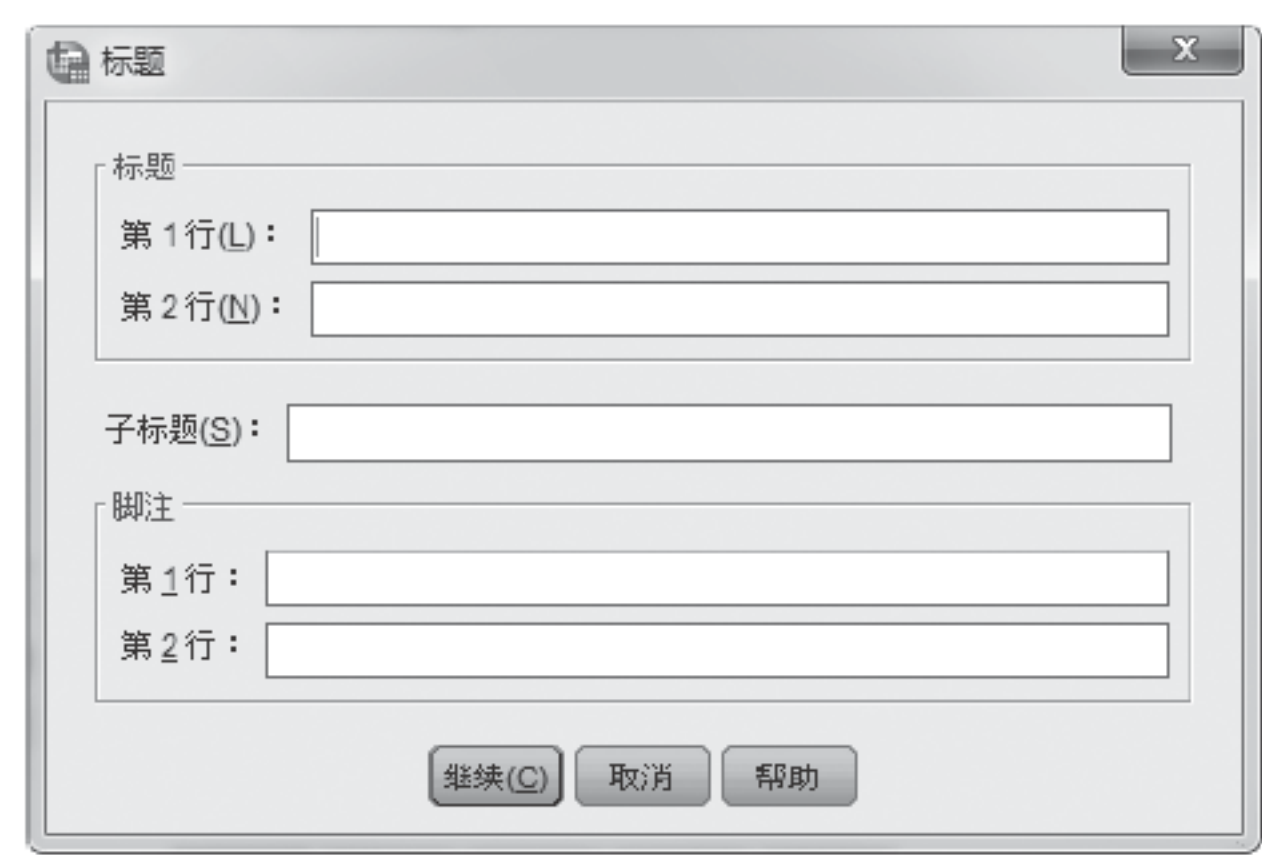 标题
X
标题
第 1 行(L)：
第 2 行(N)：
子标题(S)：
脚注
第 1 行：
第 2 行：
继续(C) 取消 帮助